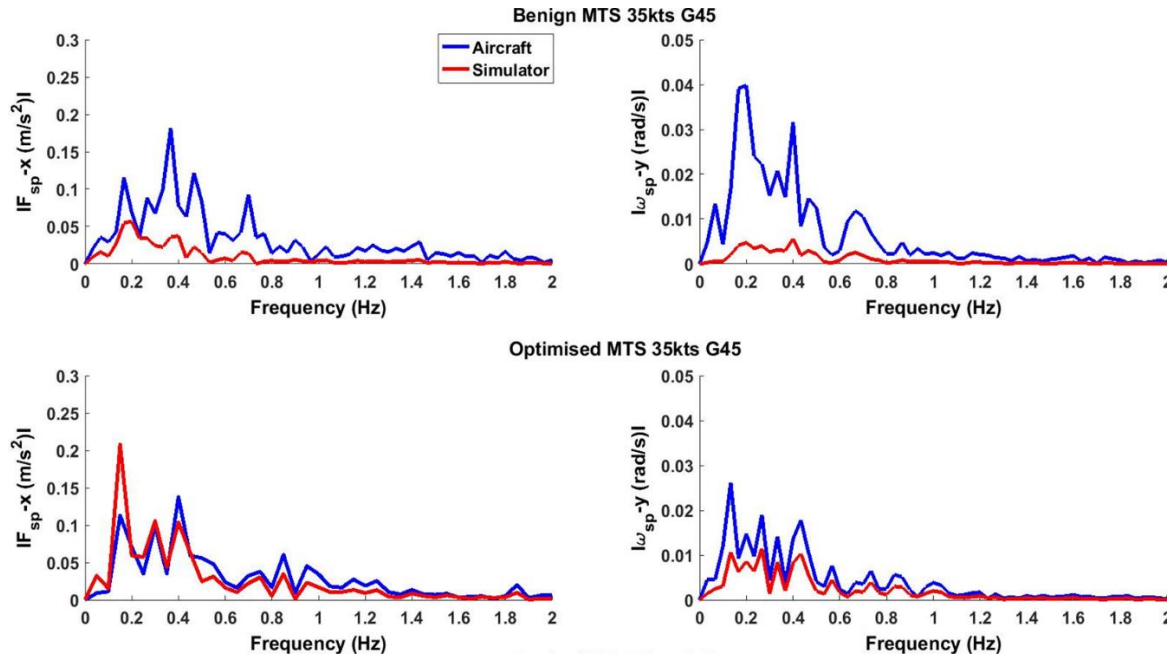 Benign MTS 35kts G45
Aircraft
Simulator
|F_sp-x (m/s²)|
0.3
0.25
0.2
0.15
0.1
0.05
0
0 0.2 0.4 0.6 0.8 1 1.2 1.4 1.6 1.8 2
Frequency (Hz)
|ω_sp-y (rad/s)|
0.05
0.04
0.03
0.02
0.01
0
0 0.2 0.4 0.6 0.8 1 1.2 1.4 1.6 1.8 2
Frequency (Hz)
Optimised MTS 35kts G45
|F_sp-x (m/s²)|
0.3
0.25
0.2
0.15
0.1
0.05
0
0 0.2 0.4 0.6 0.8 1 1.2 1.4 1.6 1.8 2
Frequency (Hz)
|ω_sp-y (rad/s)|
0.05
0.04
0.03
0.02
0.01
0
0 0.2 0.4 0.6 0.8 1 1.2 1.4 1.6 1.8 2
Frequency (Hz)